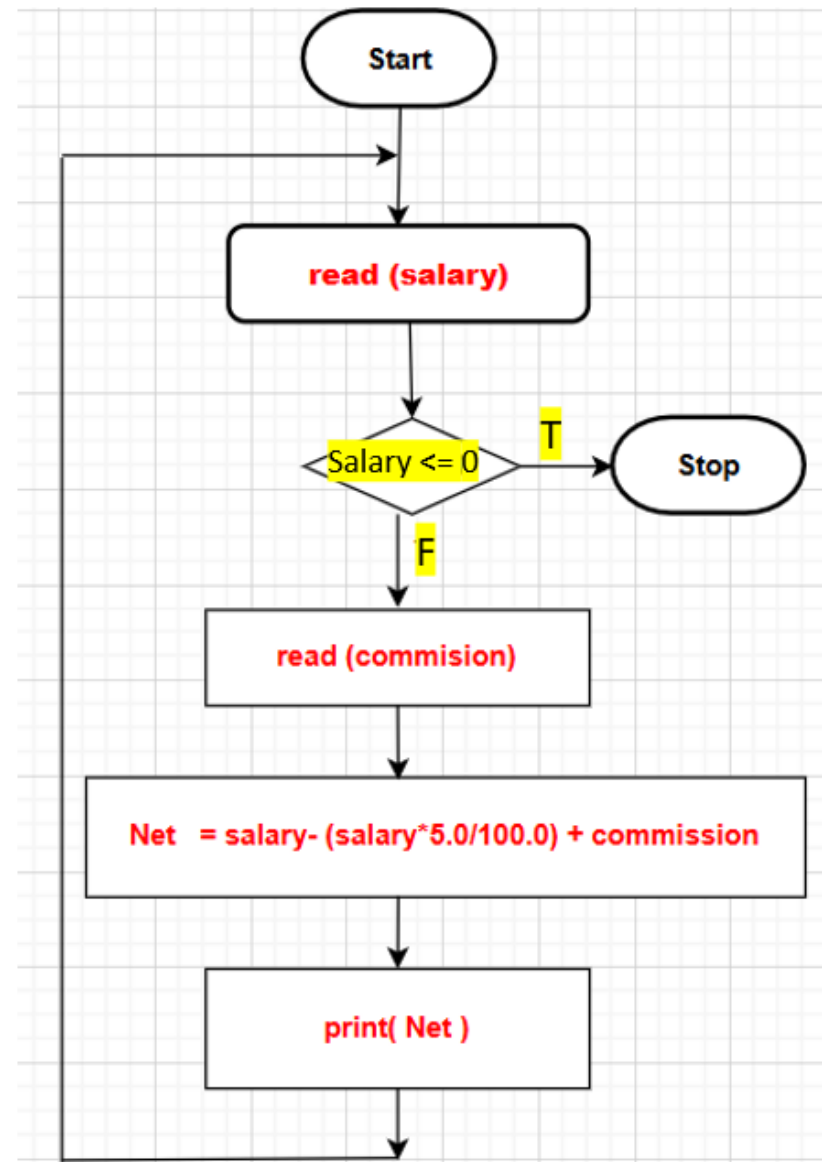 Start
read (salary)
Salary <= 0
T
Stop
F
read (commision)
Net = salary- (salary*5.0/100.0) + commission
print( Net )